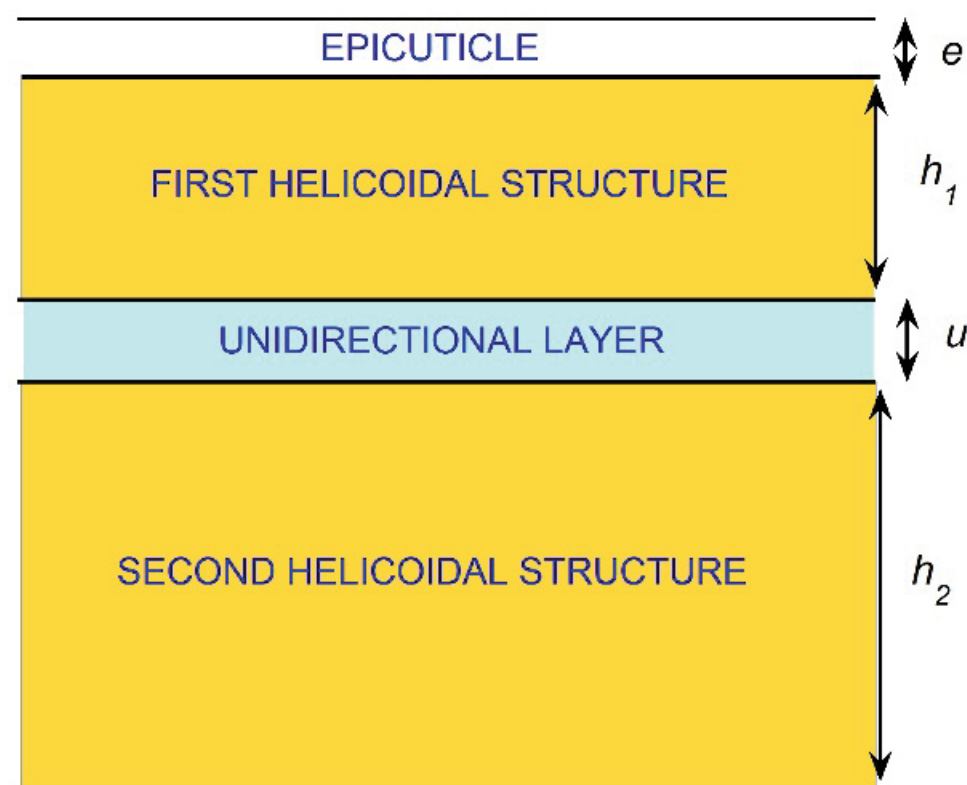 EPICUTICLE
e
FIRST HELICOIDAL STRUCTURE
h1
UNIDIRECTIONAL LAYER
u
SECOND HELICOIDAL STRUCTURE
h2